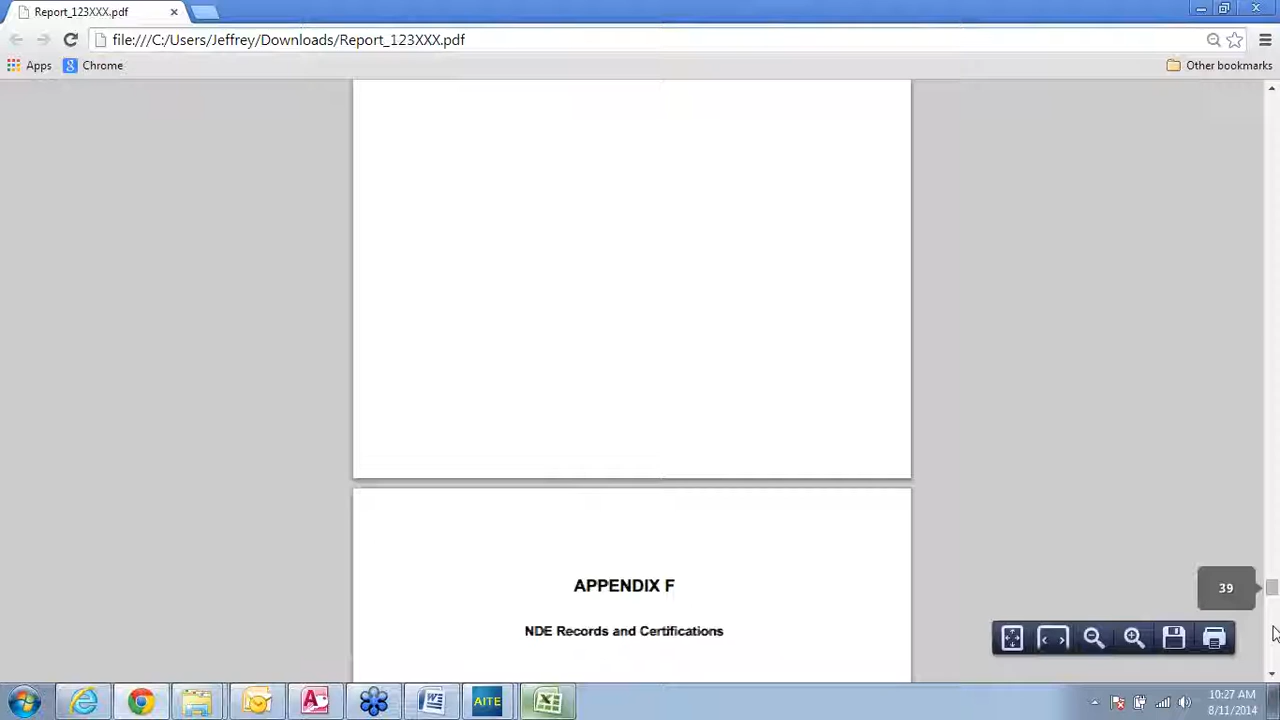 Report_123XXX.pdf
file:///C:/Users/Jeffrey/Downloads/Report_123XXX.pdf
Apps
Chrome
Other bookmarks
APPENDIX F
39
NDE Records and Certifications
AITE
10:27 AM
8/11/2014